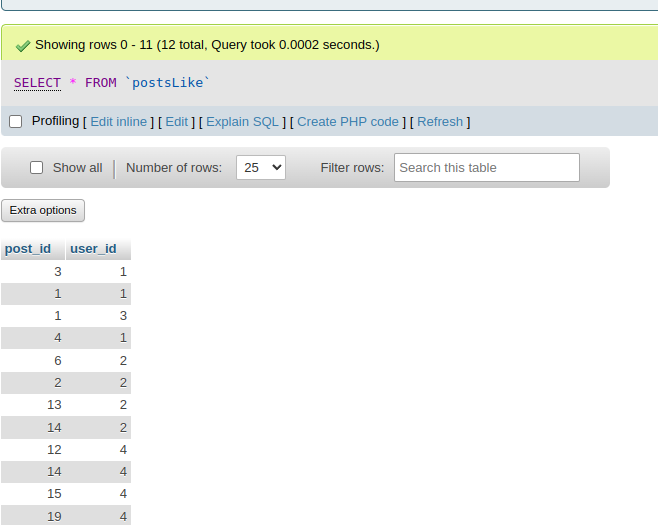 Showing rows 0 - 11 (12 total, Query took 0.0002 seconds.)
SELECT * FROM `postsLike`
Profiling [ Edit inline ] [ Edit ] [ Explain SQL ] [ Create PHP code ] [ Refresh ]
Show all | Number of rows: 25 Filter rows: Search this table
Extra options
post_id user_id
3 1
1 1
1 3
4 1
6 2
2 2
13 2
14 2
12 4
14 4
15 4
19 4